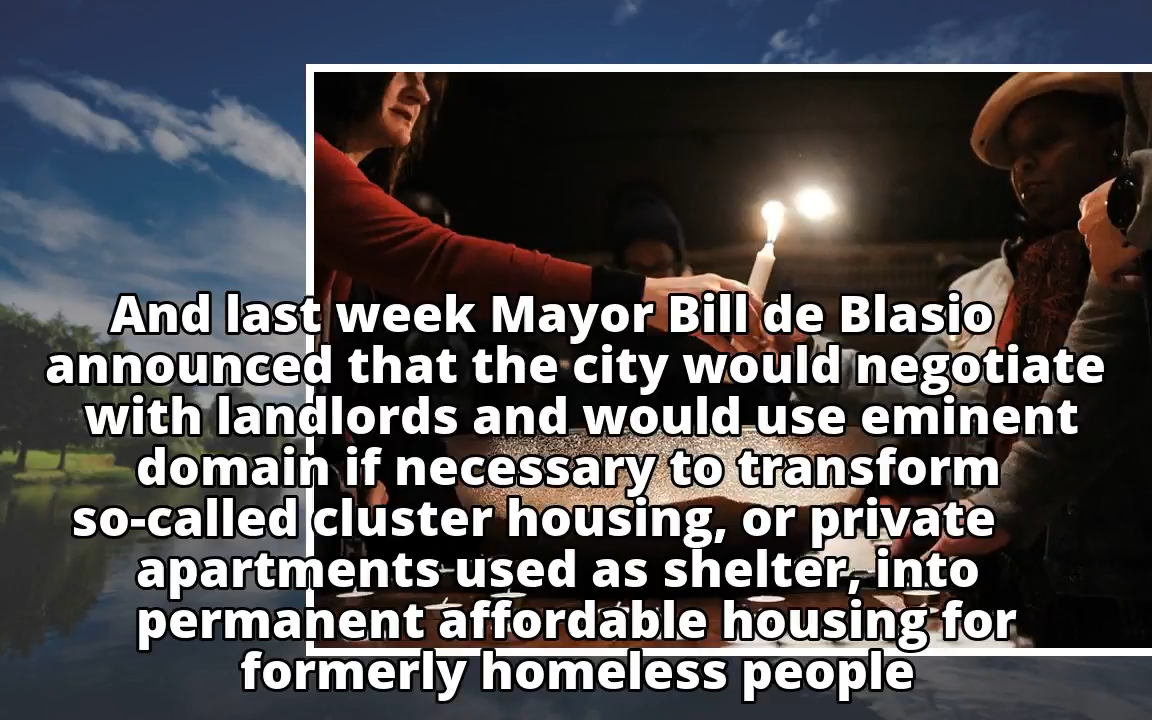 And last week Mayor Bill de Blasio
announced that the city would negotiate
with landlords and would use eminent
domain if necessary to transform
so-called cluster housing, or private
apartments used as shelter, into
permanent affordable housing for
formerly homeless people